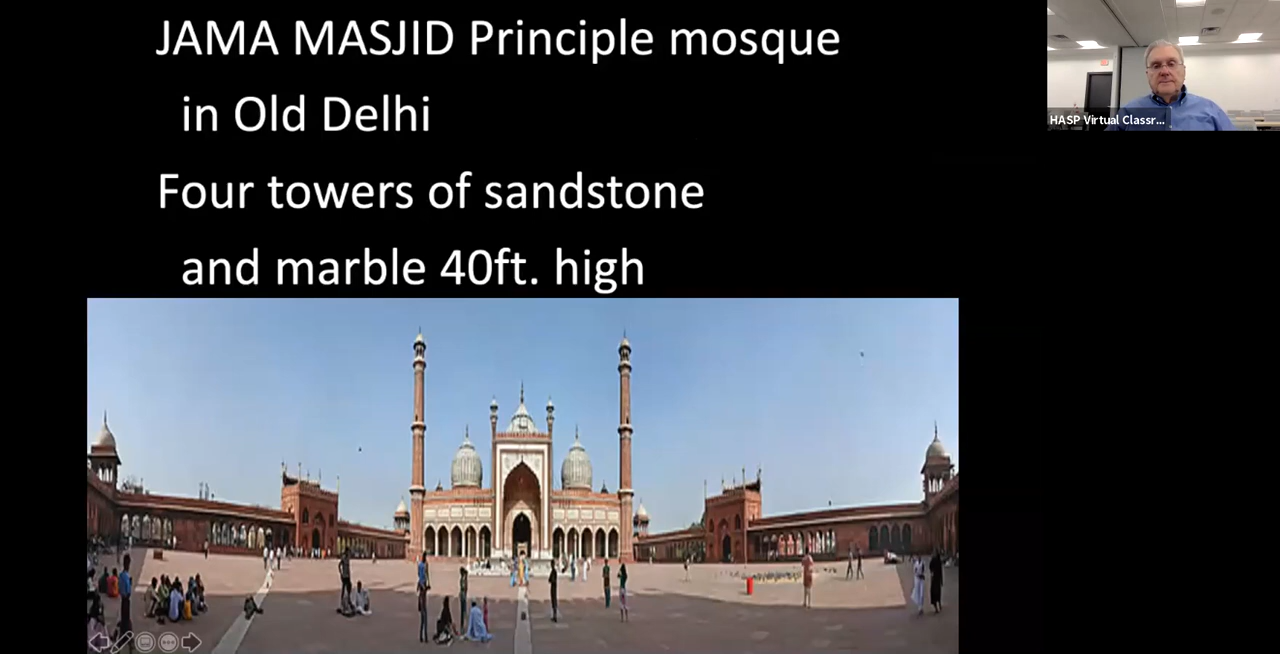 JAMA MASJID Principle mosque
in Old Delhi
Four towers of sandstone
and marble 40ft. high
HASP Virtual Classr...